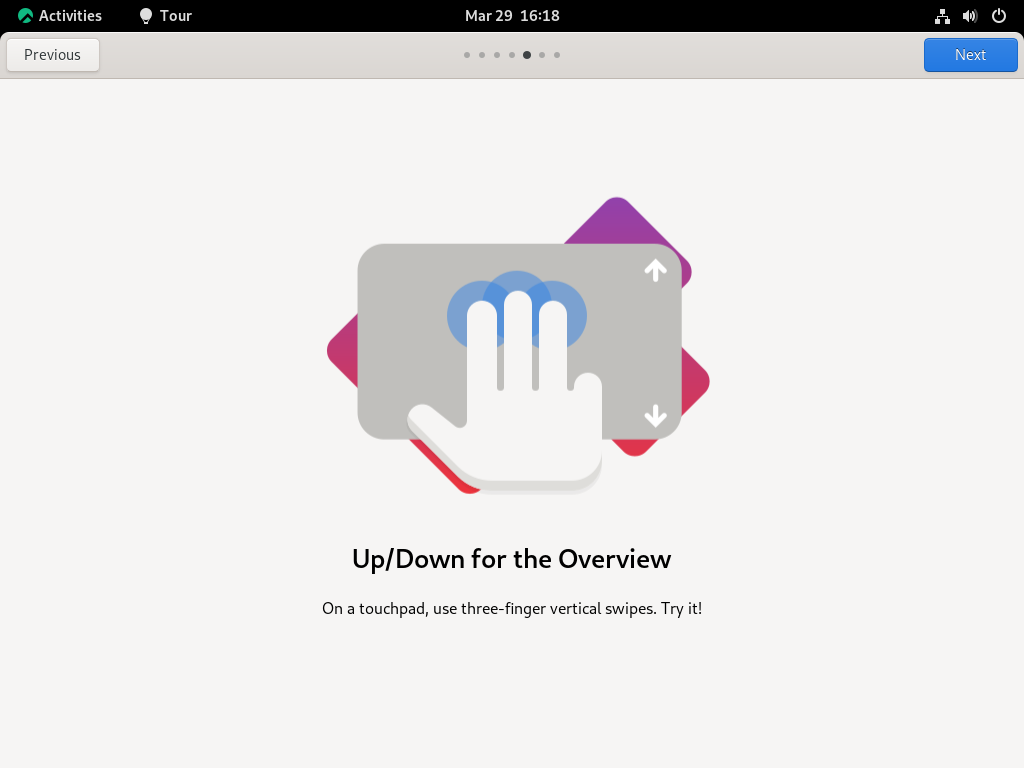 Activities Tour Mar 29 16:18
Previous Next
Up/Down for the Overview
On a touchpad, use three-finger vertical swipes. Try it!